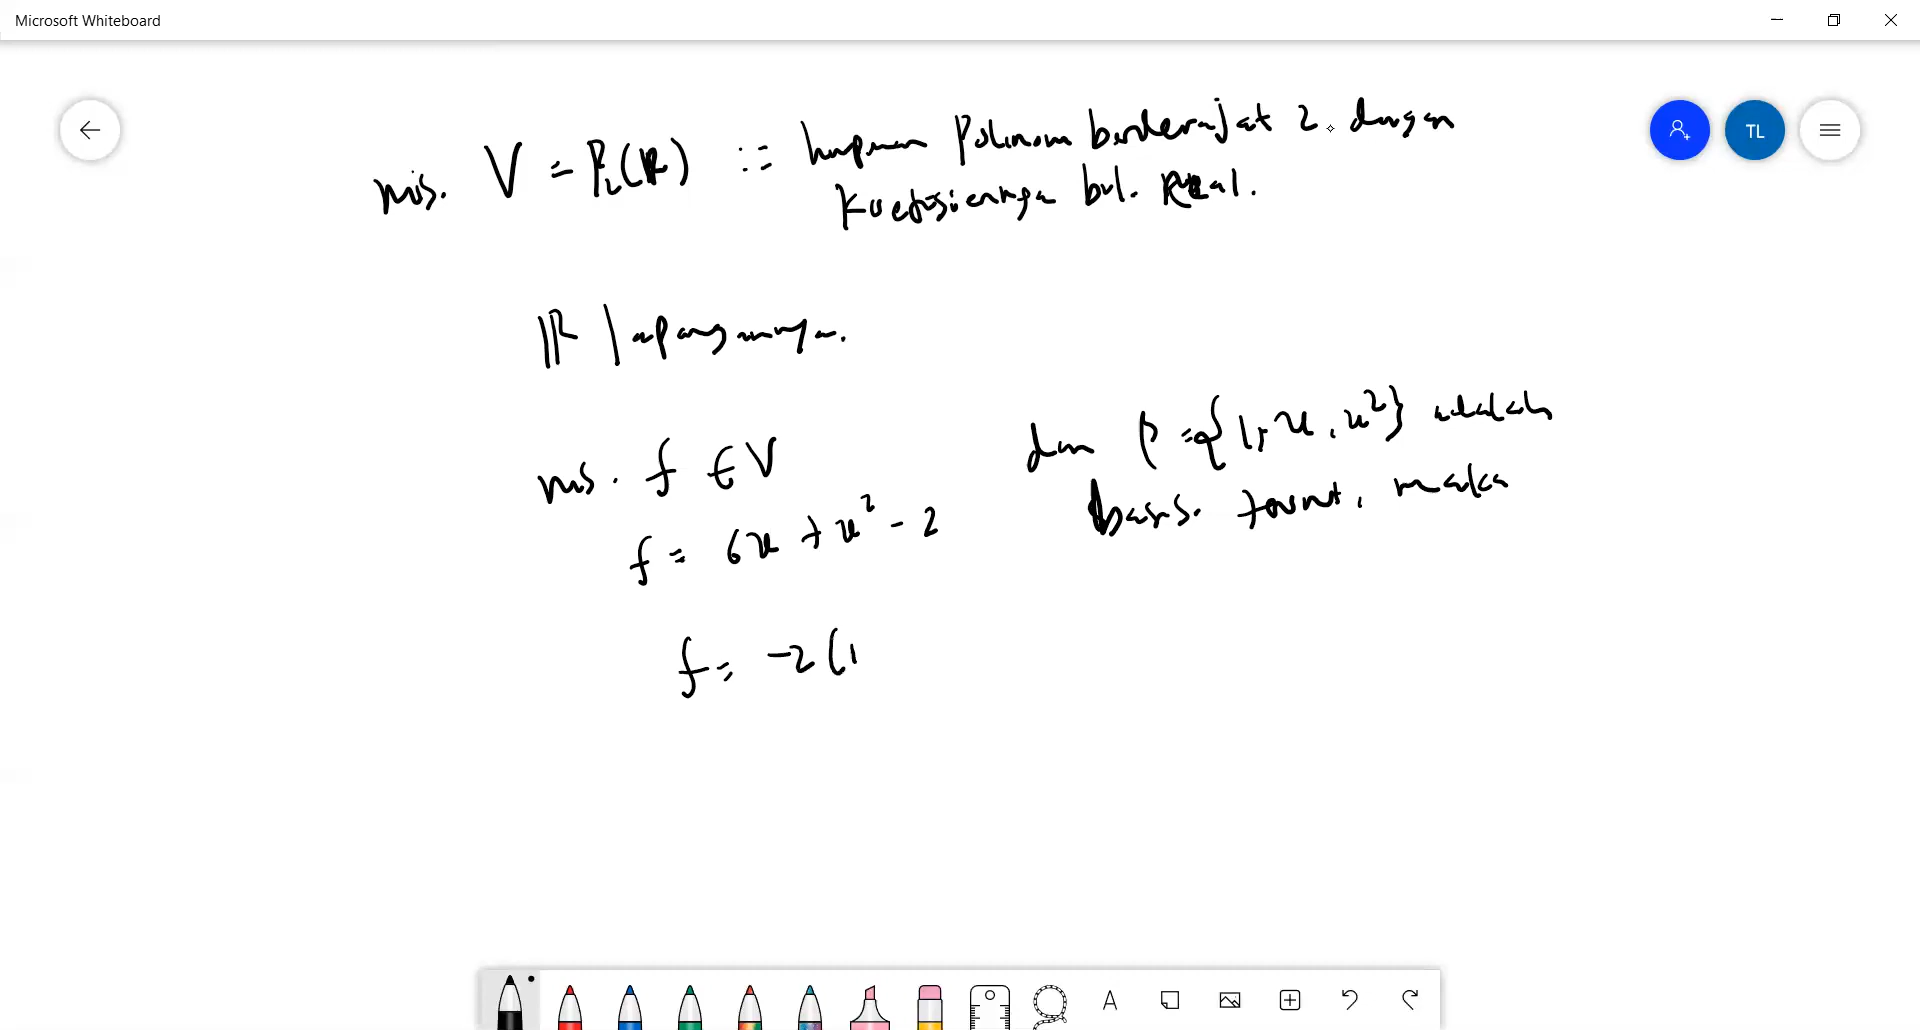 Microsoft Whiteboard
TL
mis. V = P₂(ℝ) :: himpunan Polinom berderajat 2 dengan
Koefisiennya bil. Real.
ℝ lapangannya.
mis. f ∈ V
f = 6x + x² - 2
dan β = {1, x, x²} adalah
basis terurut, maka
f = -2(1